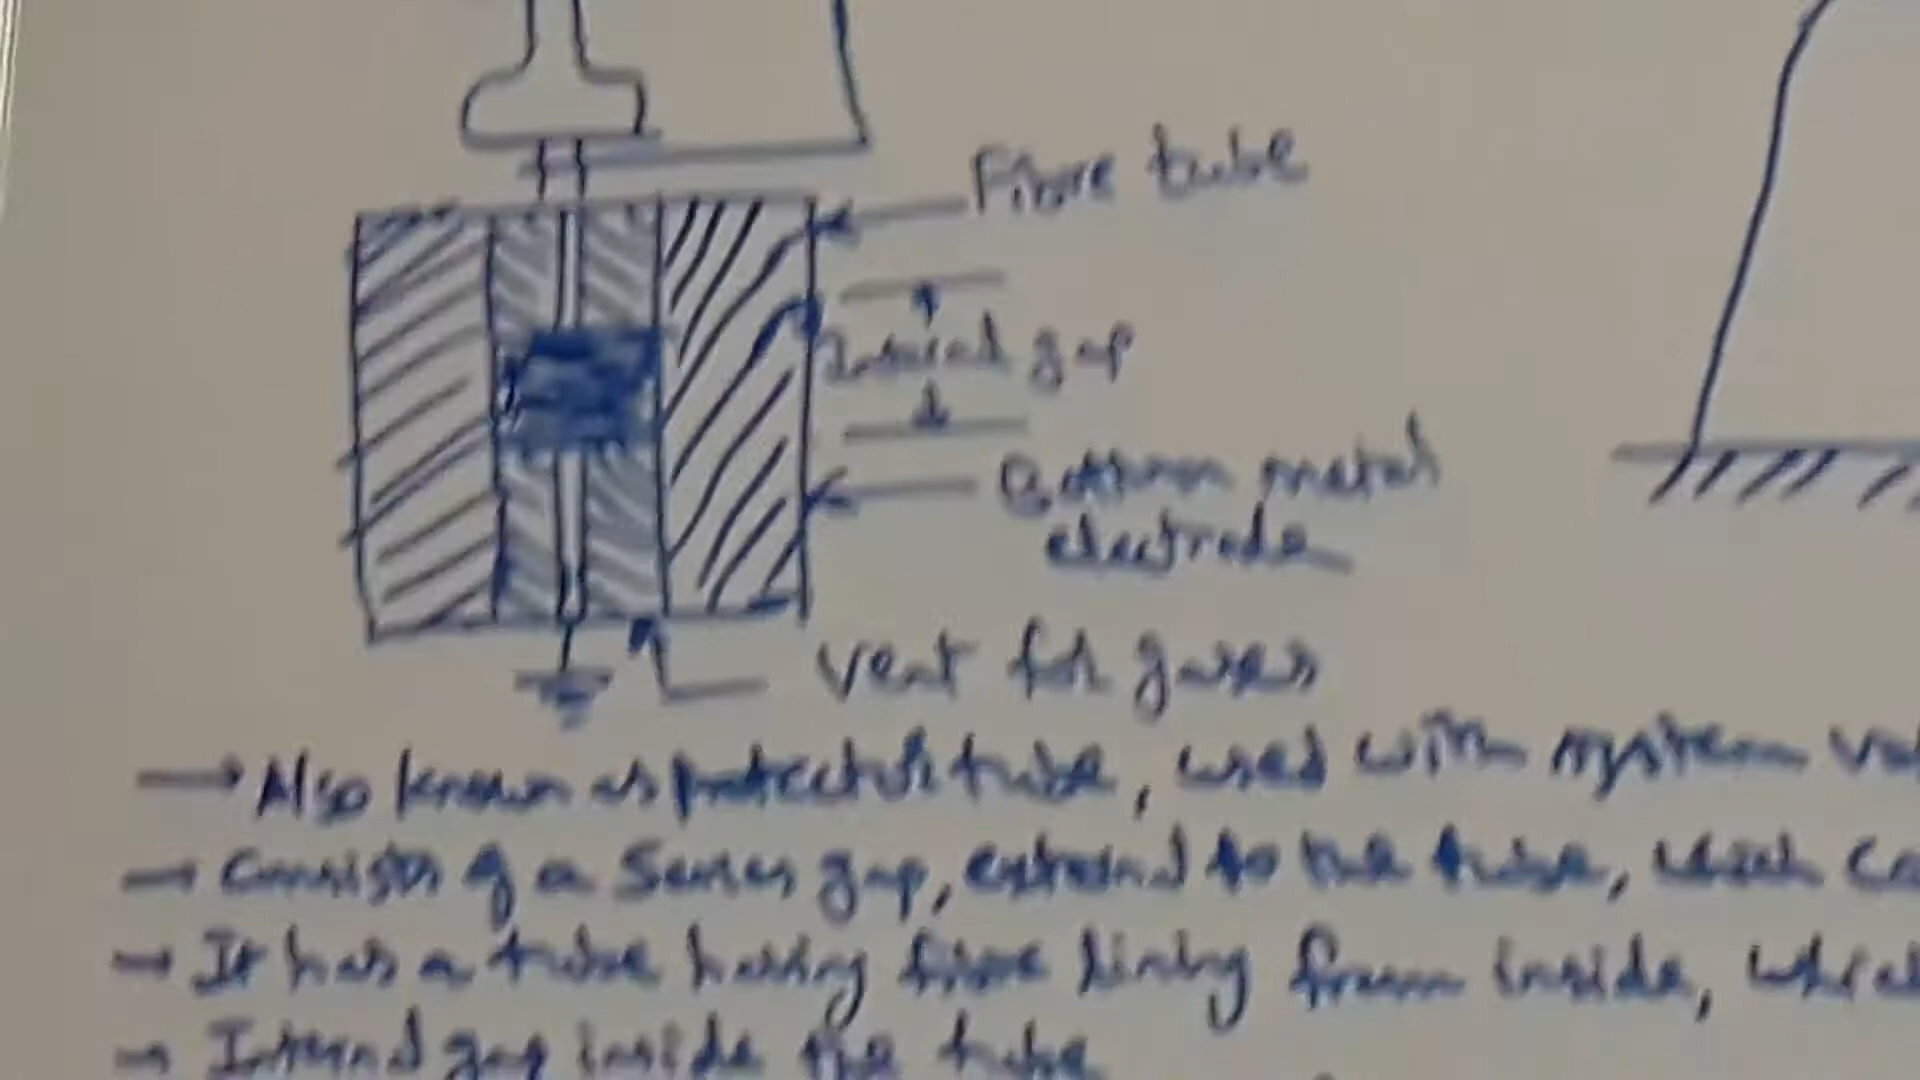 Fibre tube
Internal gap
Bottom metal
electrode
Vent for gases
→ Also known as protector tube, used with system
→ Consists of a series gap, external to the tube, which
→ It has a tube having fibre lining from inside, which
→ Internal gap inside the tube